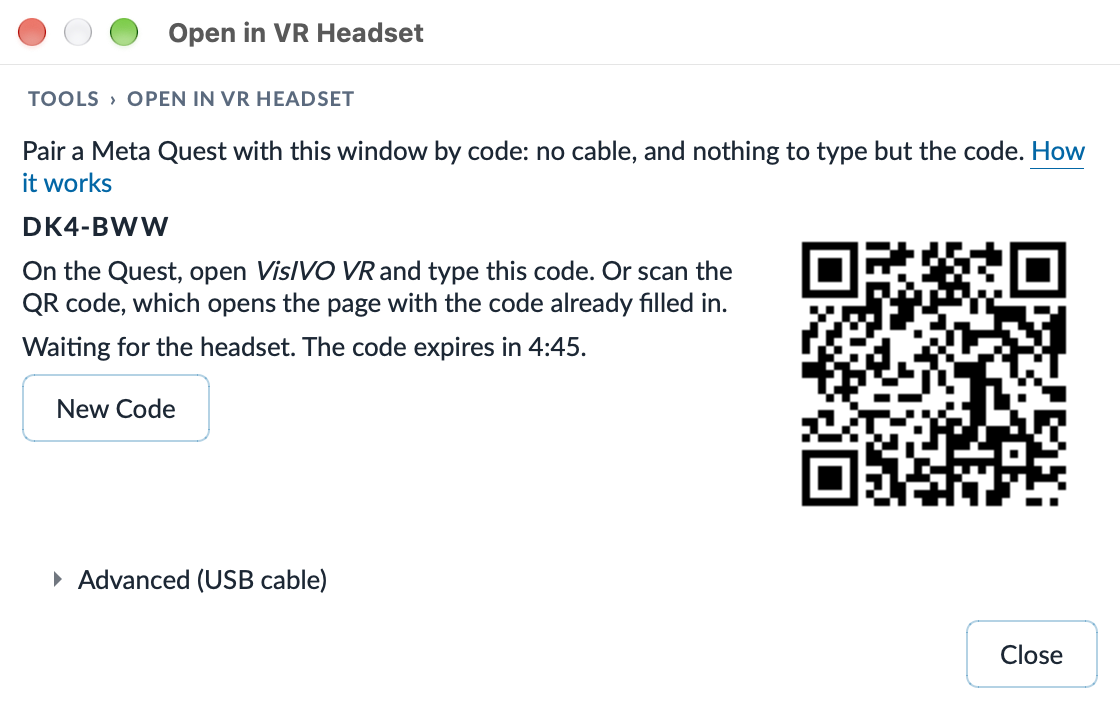 Open in VR Headset
TOOLS › OPEN IN VR HEADSET
Pair a Meta Quest with this window by code: no cable, and nothing to type but the code. How
it works
DK4-BWW
On the Quest, open VisIVO VR and type this code. Or scan the
QR code, which opens the page with the code already filled in.
Waiting for the headset. The code expires in 4:45.
New Code
Advanced (USB cable)
Close